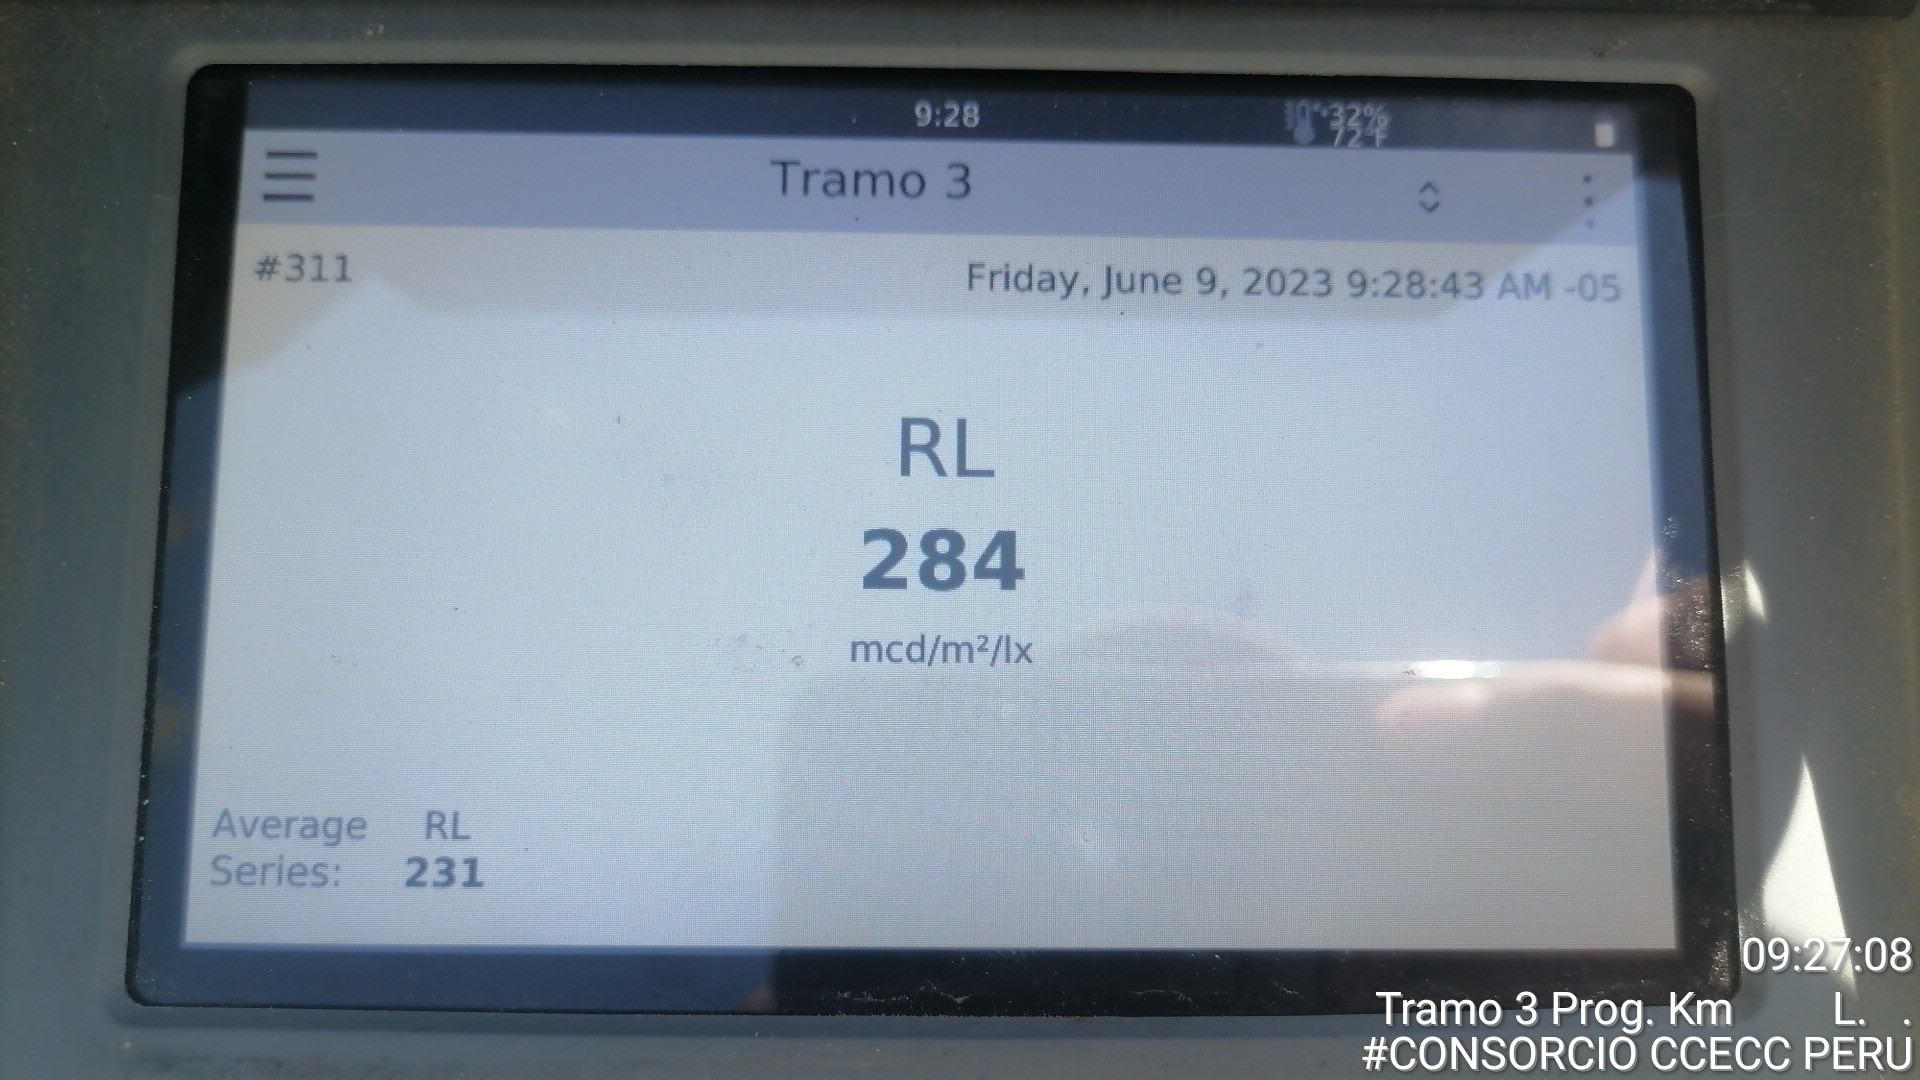 9:28
32%
72°F
Tramo 3
#311
Friday, June 9, 2023 9:28:43 AM -05
RL
284
mcd/m²/lx
Average RL
Series: 231
09:27:08
Tramo 3 Prog. Km L. .
#CONSORCIO CCECC PERU